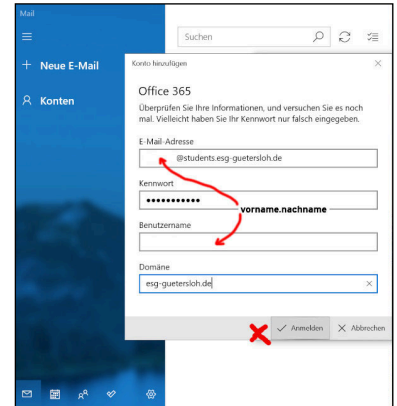 Mail
Suchen
+ Neue E-Mail
Konten
Konto hinzufügen
Office 365
Überprüfen Sie Ihre Informationen, und versuchen Sie es noch
mal. Vielleicht haben Sie Ihr Kennwort nur falsch eingegeben.
E-Mail-Adresse
@students.esg-guetersloh.de
Kennwort
•••••••••••
vorname.nachname
Benutzername
Domäne
esg-guetersloh.de
Anmelden
Abbrechen